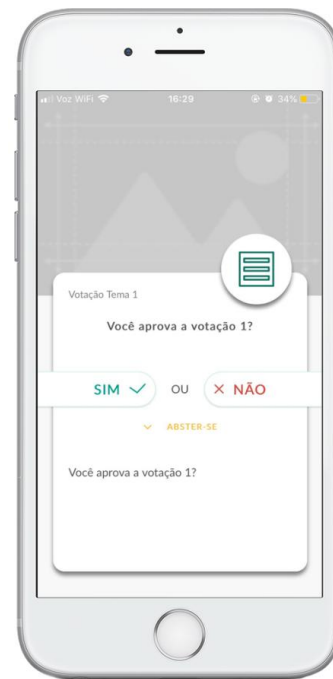 Voz WiFi 16:29 34%
Votação Tema 1
Você aprova a votação 1?
SIM OU NÃO
ABSTER-SE
Você aprova a votação 1?